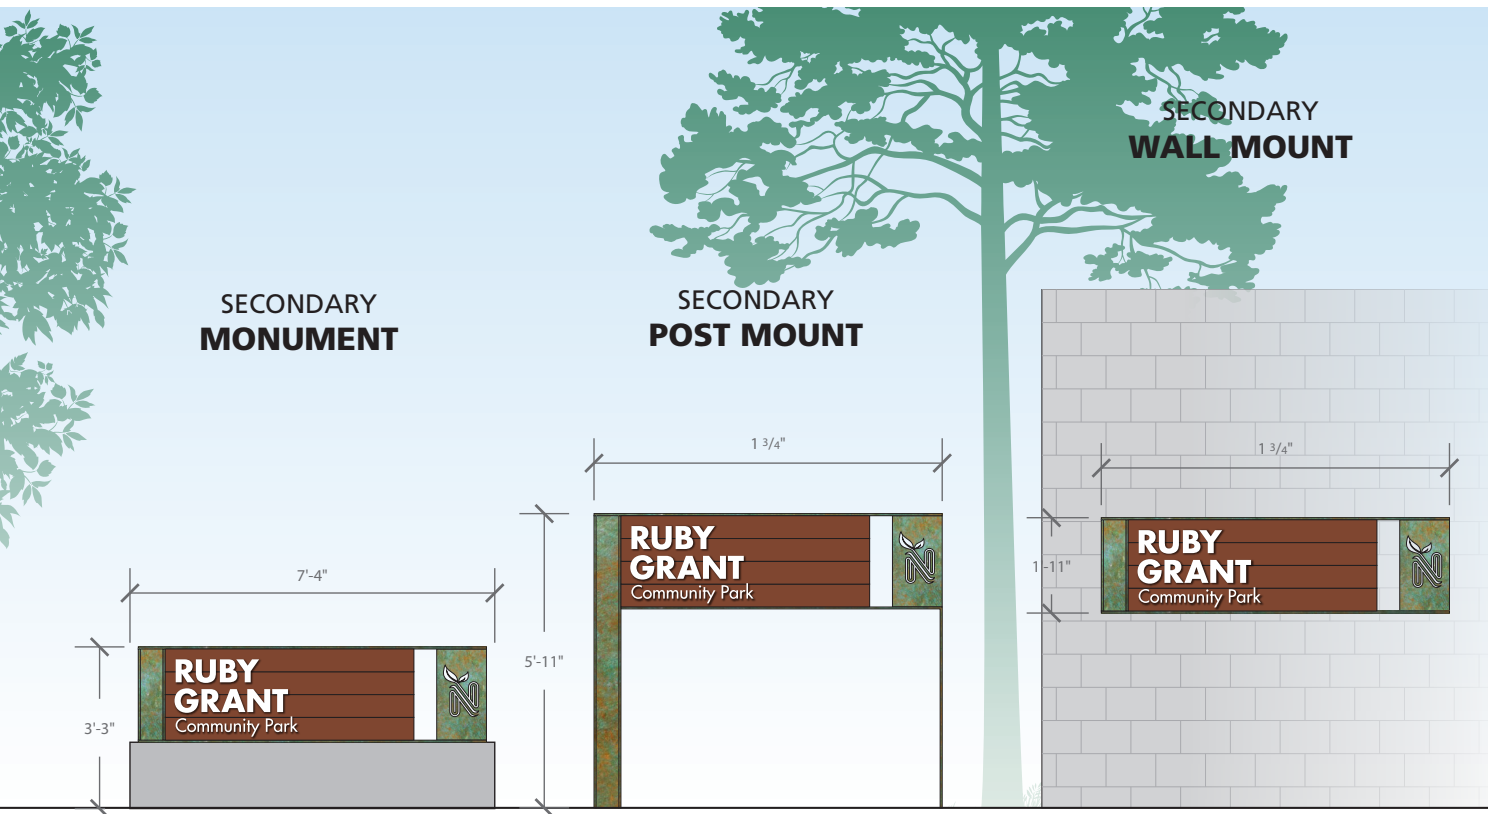 SECONDARY
WALL MOUNT
SECONDARY
MONUMENT
SECONDARY
POST MOUNT
1 3/4"
1 3/4"
7'-4"
5'-11"
3'-3"
1'-11"
RUBY
GRANT
Community Park
N
RUBY
GRANT
Community Park
N
RUBY
GRANT
Community Park
N